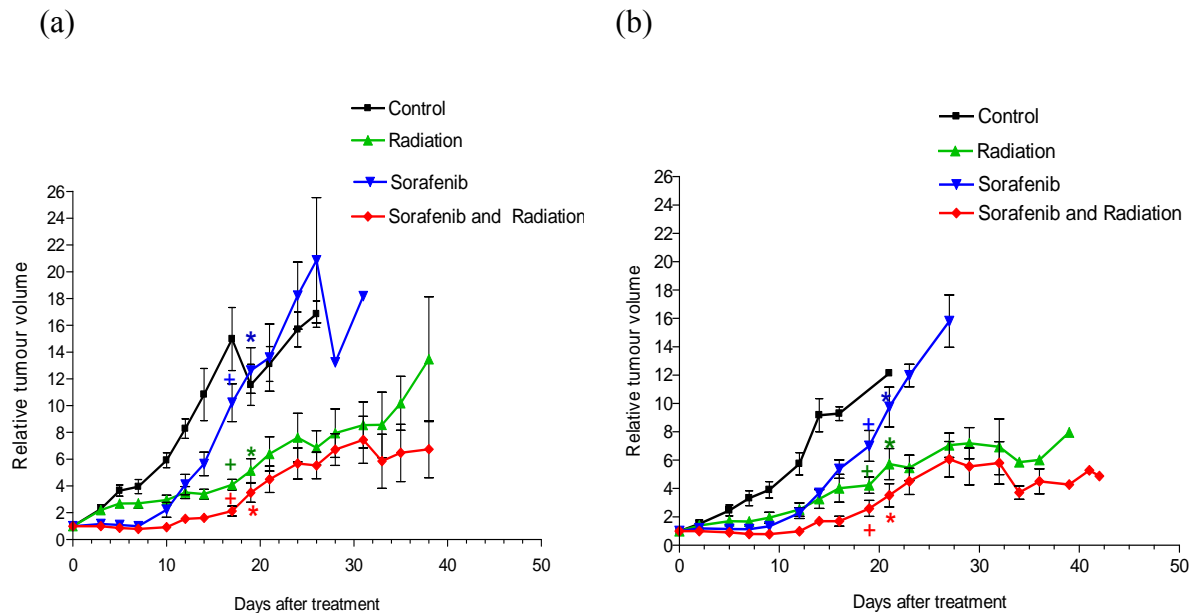 (a)
Control
Radiation
Sorafenib
Sorafenib and Radiation
Relative tumour volume
26
24
22
20
18
16
14
12
10
8
6
4
2
0
0 10 20 30 40 50
Days after treatment
+ *
+ *
+ *
(b)
Control
Radiation
Sorafenib
Sorafenib and Radiation
Relative tumour volume
26
24
22
20
18
16
14
12
10
8
6
4
2
0
0 10 20 30 40 50
Days after treatment
+ *
+ *
+ *